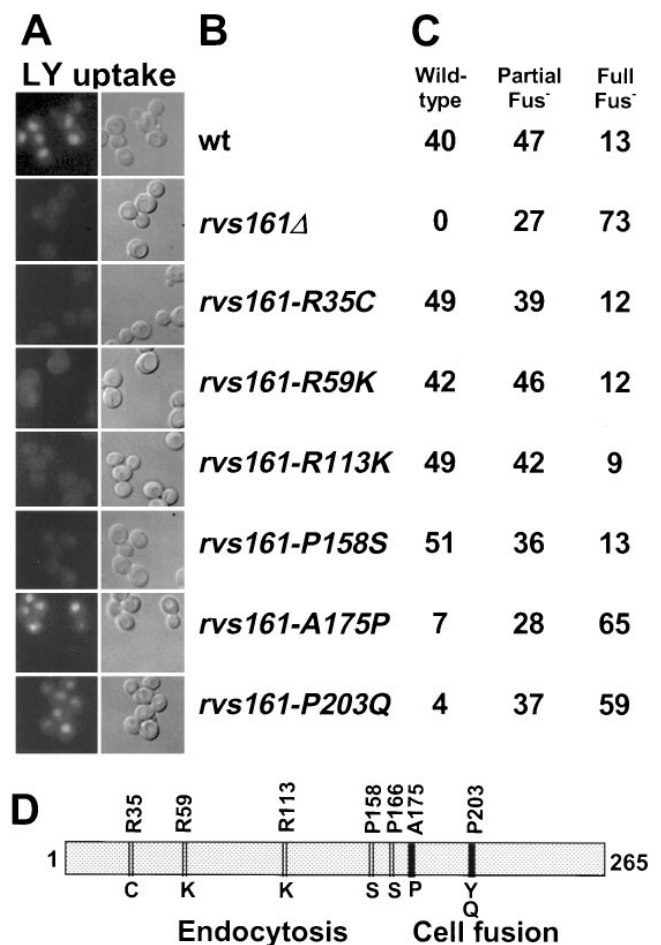 A B C
LY uptake
Wild-type Partial Fus⁻ Full Fus⁻
wt 40 47 13
rvs161Δ 0 27 73
rvs161-R35C 49 39 12
rvs161-R59K 42 46 12
rvs161-R113K 49 42 9
rvs161-P158S 51 36 13
rvs161-A175P 7 28 65
rvs161-P203Q 4 37 59
D
R35 R59 R113 P158 P166 A175 P203
1 265
C K K S S P Y
Q
Endocytosis Cell fusion